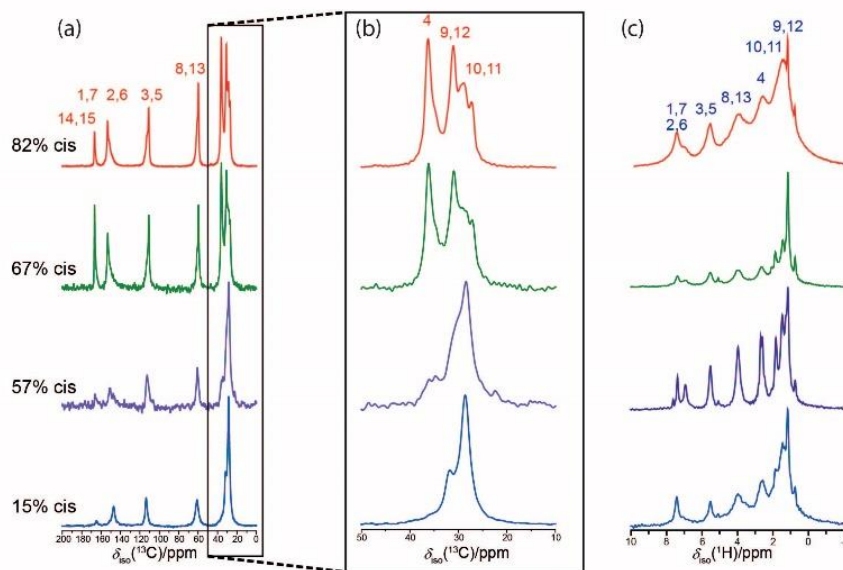 (a)
14,15
1,7
2,6
3,5
8,13
82% cis
67% cis
57% cis
15% cis
200 180 160 140 120 100 80 60 40 20 0
δiso(¹³C)/ppm
(b)
4
9,12
10,11
50 40 30 20 10
δiso(¹³C)/ppm
(c)
9,12
10,11
4
8,13
3,5
1,7
2,6
10 8 6 4 2
δiso(¹H)/ppm